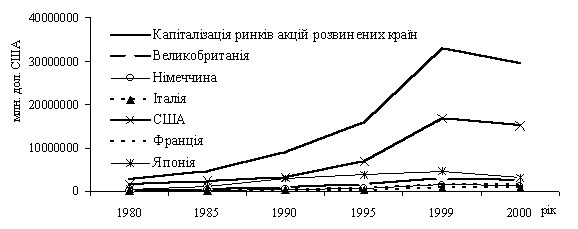 млн. дол. США
40000000
30000000
20000000
10000000
0
Капіталізація ринків акцій розвинених країн
Великобританія
Німеччина
Італія
США
Франція
Японія
1980 1985 1990 1995 1999 2000 рік